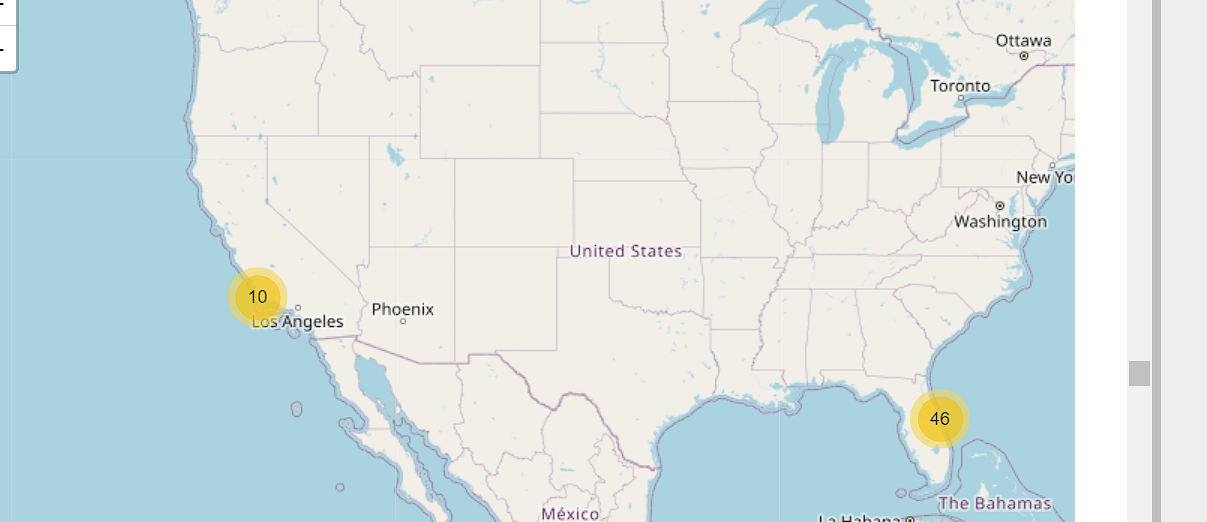 Ottawa
Toronto
New Yo
Washington
United States
10
Los Angeles
Phoenix
46
The Bahamas
México
La Habana